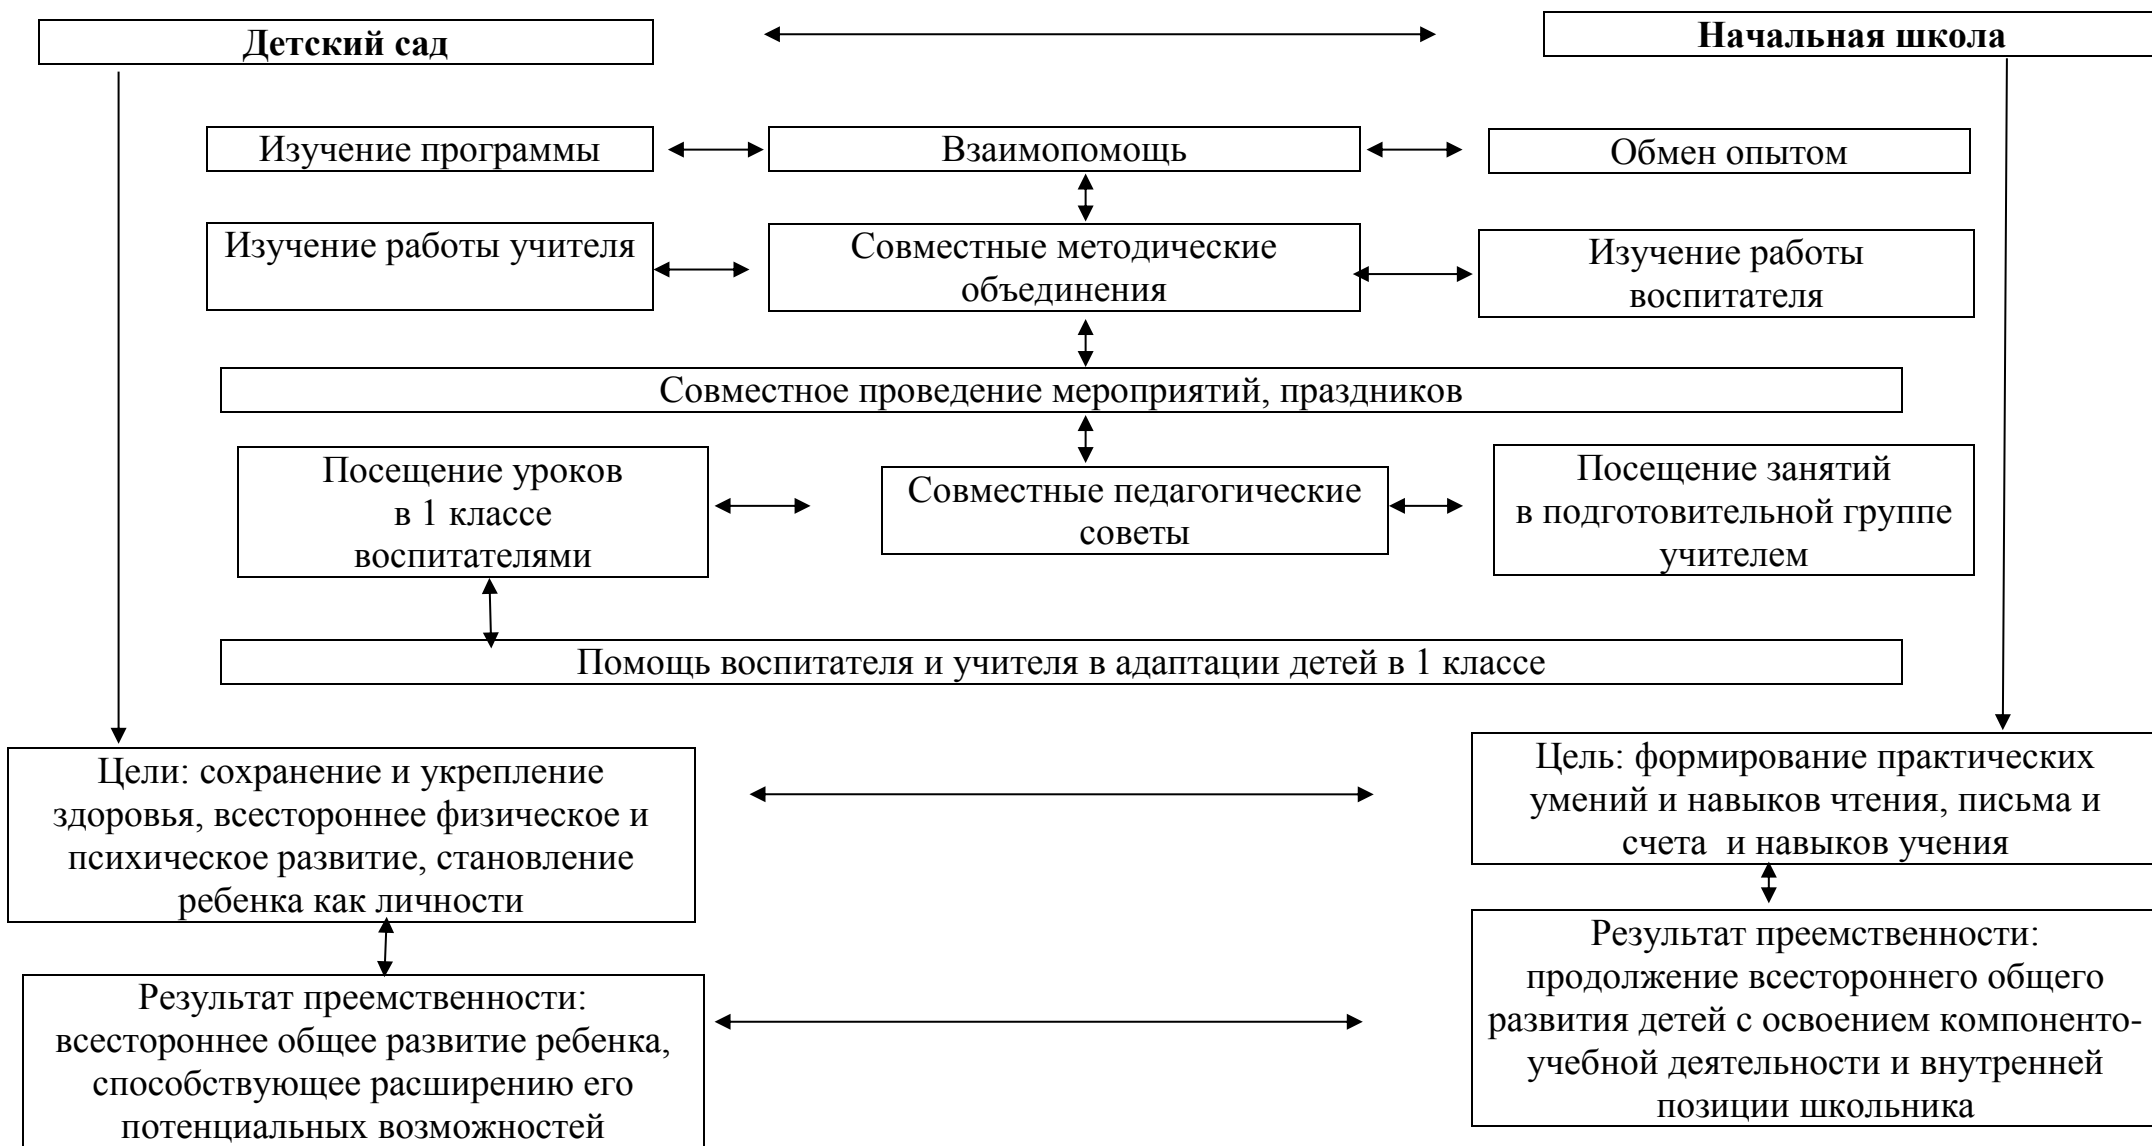 Детский сад
Начальная школа
Изучение программы
Взаимопомощь
Обмен опытом
Изучение работы учителя
Совместные методические
объединения
Изучение работы
воспитателя
Совместное проведение мероприятий, праздников
Посещение уроков
в 1 классе
воспитателями
Совместные педагогические
советы
Посещение занятий
в подготовительной группе
учителем
Помощь воспитателя и учителя в адаптации детей в 1 классе
Цели: сохранение и укрепление
здоровья, всестороннее физическое и
психическое развитие, становление
ребенка как личности
Цель: формирование практических
умений и навыков чтения, письма и
счета и навыков учения
Результат преемственности:
всестороннее общее развитие ребенка,
способствующее расширению его
потенциальных возможностей
Результат преемственности:
продолжение всестороннего общего
развития детей с освоением компоненто-
учебной деятельности и внутренней
позиции школьника